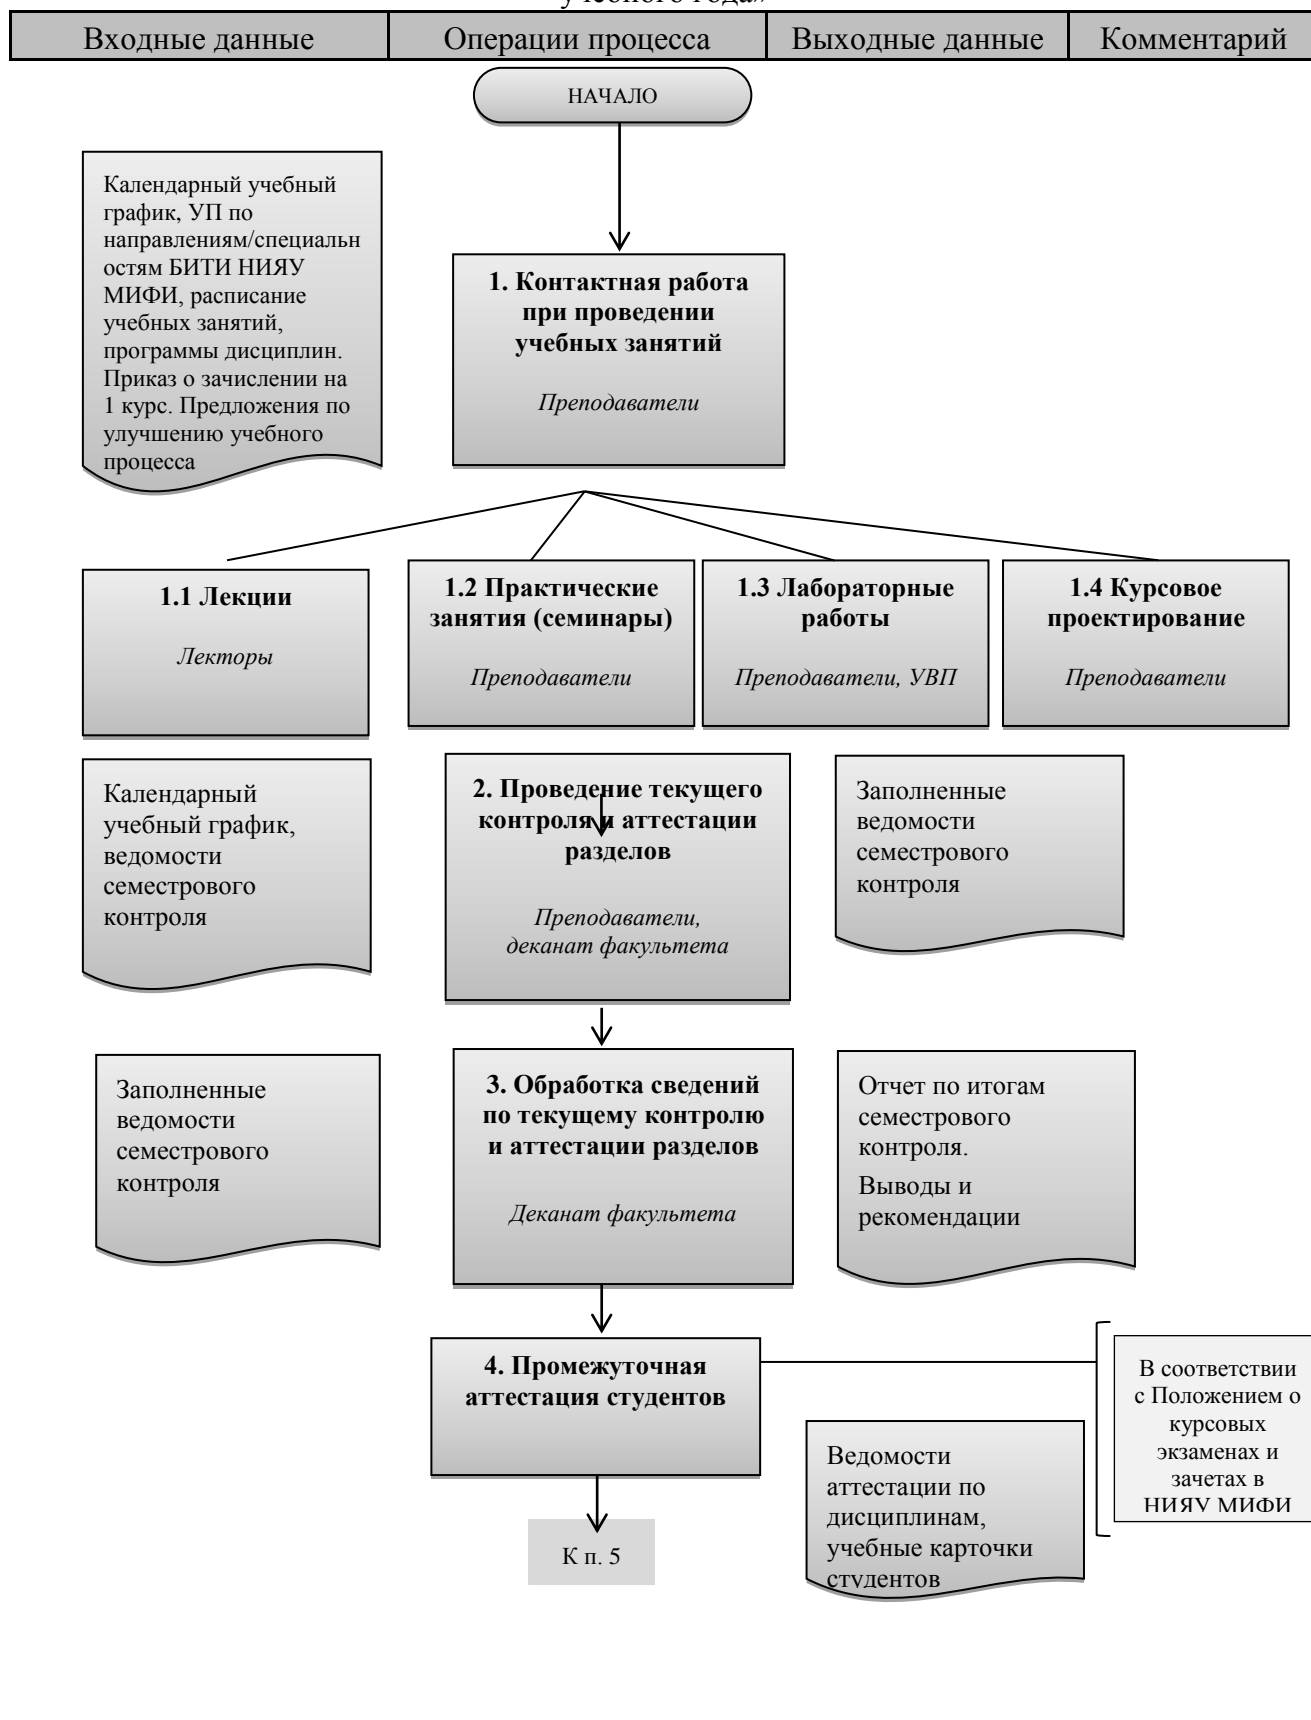 учебного года»
Входные данные
Операции процесса
Выходные данные
Комментарий
НАЧАЛО
Календарный учебный
график, УП по
направлениям/специальн
остям БИТИ НИЯУ
МИФИ, расписание
учебных занятий,
программы дисциплин.
Приказ о зачислении на
1 курс. Предложения по
улучшению учебного
процесса
1. Контактная работа
при проведении
учебных занятий
Преподаватели
1.1 Лекции
Лекторы
1.2 Практические
занятия (семинары)
Преподаватели
1.3 Лабораторные
работы
Преподаватели, УВП
1.4 Курсовое
проектирование
Преподаватели
Календарный
учебный график,
ведомости
семестрового
контроля
2. Проведение текущего
контроля и аттестации
разделов
Преподаватели,
деканат факультета
Заполненные
ведомости
семестрового
контроля
Заполненные
ведомости
семестрового
контроля
3. Обработка сведений
по текущему контролю
и аттестации разделов
Деканат факультета
Отчет по итогам
семестрового
контроля.
Выводы и
рекомендации
4. Промежуточная
аттестация студентов
В соответствии
с Положением о
курсовых
экзаменах и
зачетах в
НИЯУ МИФИ
Ведомости
аттестации по
дисциплинам,
учебные карточки
студентов
К п. 5